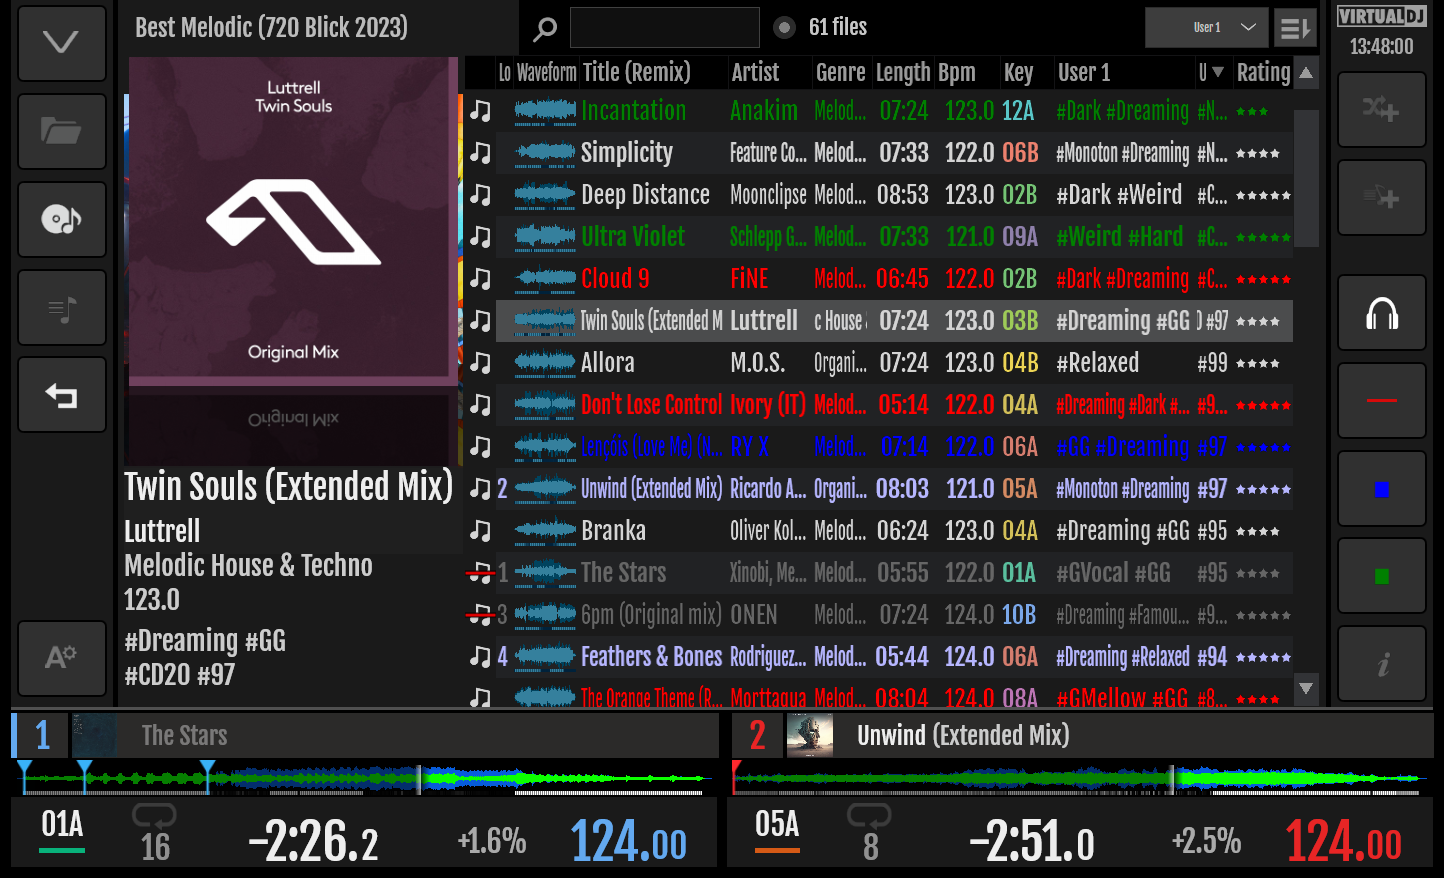 Best Melodic (720 Blick 2023)
61 files
User 1
VIRTUALDJ
13:48:00
Luttrell
Twin Souls
Original Mix
Twin Souls (Extended Mix)
Luttrell
Melodic House & Techno
123.0
#Dreaming #GG
#CD20 #97
Lo Waveform Title (Remix) Artist Genre Length Bpm Key User 1 U Rating
Incantation Anakim Melod... 07:24 123.0 12A #Dark #Dreaming #N...
Simplicity Feature Co... Melod... 07:33 122.0 06B #Monoton #Dreaming #N...
Deep Distance Moonclipse Melod... 08:53 123.0 02B #Dark #Weird #C...
Ultra Violet Schlepp G... Melod... 07:33 121.0 09A #Weird #Hard #C...
Cloud 9 FiNE Melod... 06:45 122.0 02B #Dark #Dreaming #C...
Twin Souls (Extended M Luttrell c House 07:24 123.0 03B #Dreaming #GG #97
Allora M.O.S. Organi... 07:24 123.0 04B #Relaxed #99
Don't Lose Control Ivory (IT) Melod... 05:14 122.0 04A #Dreaming #Dark #... #9...
Lençóis (Love Me) (N... RY X Melod... 07:14 122.0 06A #GG #Dreaming #97
2 Unwind (Extended Mix) Ricardo A... Organi... 08:03 121.0 05A #Monoton #Dreaming #97
Branka Oliver Kol... Melod... 06:24 123.0 04A #Dreaming #GG #95
1 The Stars Xinobi, Me... Melod... 05:55 122.0 01A #GVocal #GG #95
3 6pm (Original mix) ONEN Melod... 07:24 124.0 10B #Dreaming #Famou... #9...
4 Feathers & Bones Rodriguez... Melod... 05:44 124.0 06A #Dreaming #Relaxed #94
The Orange Theme (R... Morttagua Melod... 08:04 124.0 08A #GMellow #GG #8...
A
i
1 The Stars
01A 16 -2:26.2 +1.6% 124.00
2 Unwind (Extended Mix)
05A 8 -2:51.0 +2.5% 124.00